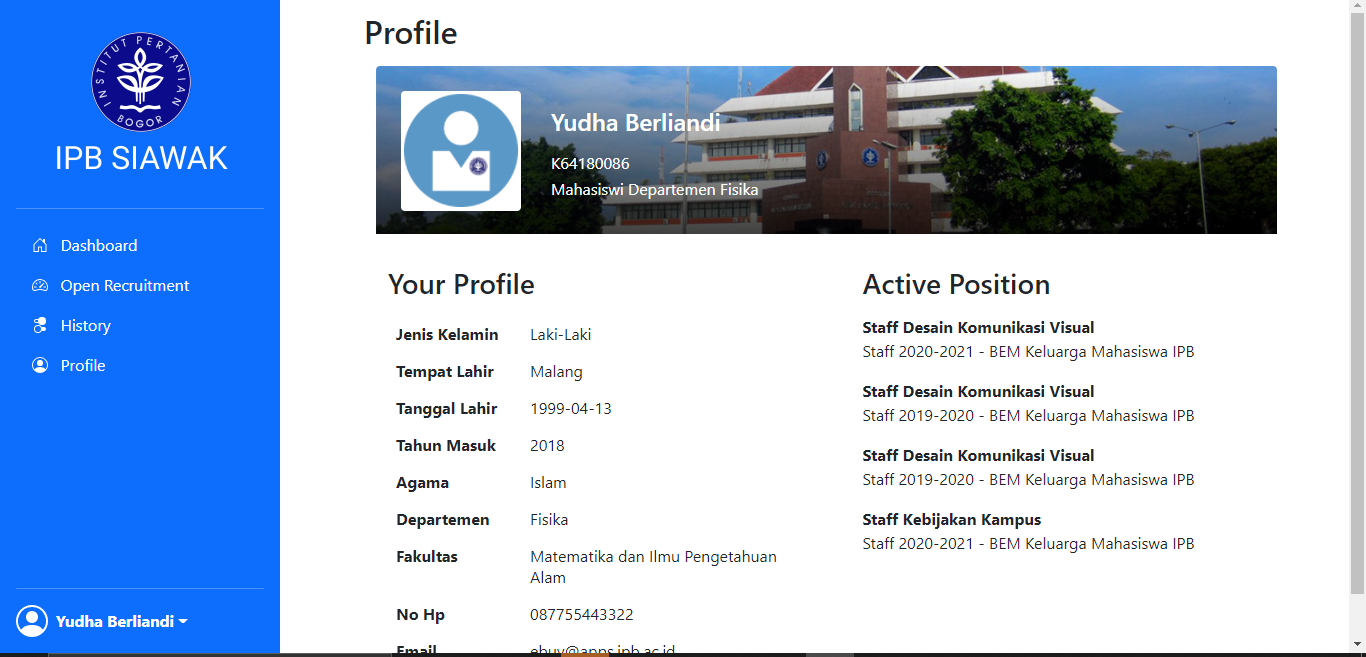 INSTITUT PERTANIAN
BOGOR
IPB SIAWAK
Dashboard
Open Recruitment
History
Profile
Yudha Berliandi
Profile
Yudha Berliandi
K64180086
Mahasiswi Departemen Fisika
Your Profile
Jenis Kelamin Laki-Laki
Tempat Lahir Malang
Tanggal Lahir 1999-04-13
Tahun Masuk 2018
Agama Islam
Departemen Fisika
Fakultas Matematika dan Ilmu Pengetahuan
Alam
No Hp 087755443322
Email ebuy@apps.ipb.ac.id
Active Position
Staff Desain Komunikasi Visual
Staff 2020-2021 - BEM Keluarga Mahasiswa IPB
Staff Desain Komunikasi Visual
Staff 2019-2020 - BEM Keluarga Mahasiswa IPB
Staff Desain Komunikasi Visual
Staff 2019-2020 - BEM Keluarga Mahasiswa IPB
Staff Kebijakan Kampus
Staff 2020-2021 - BEM Keluarga Mahasiswa IPB